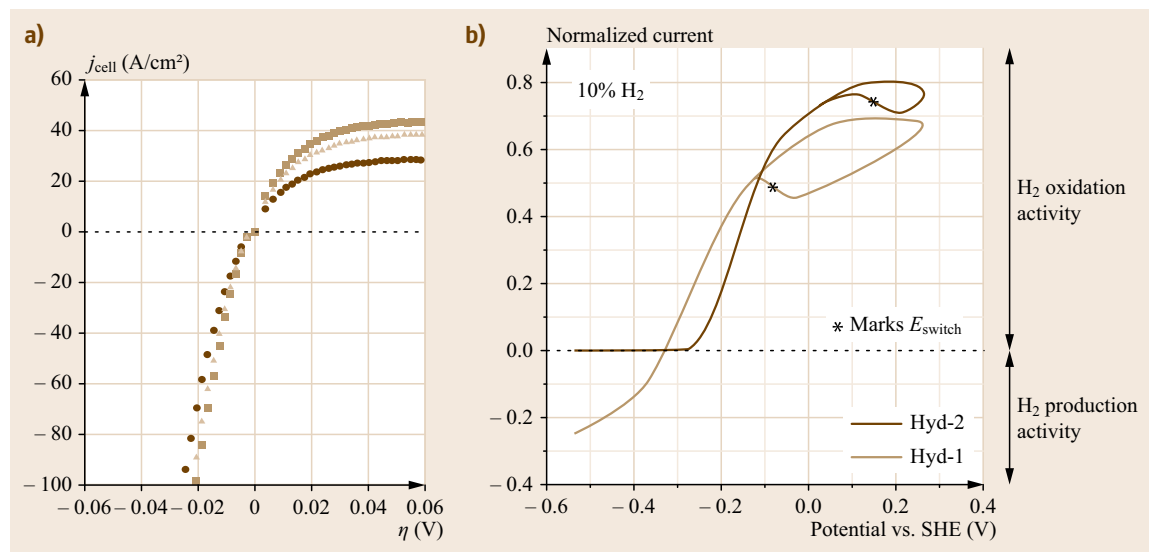 a)
j_cell (A/cm²)
60
40
20
0
– 20
– 40
– 60
– 80
– 100
– 0.06 – 0.04 – 0.02 0 0.02 0.04 0.06
η (V)
b)
Normalized current
10% H₂
0.8
0.6
0.4
0.2
0.0
– 0.2
– 0.4
* Marks E_switch
Hyd-2
Hyd-1
– 0.6 – 0.4 – 0.2 0.0 0.2 0.4
Potential vs. SHE (V)
H₂ oxidation
activity
H₂ production
activity